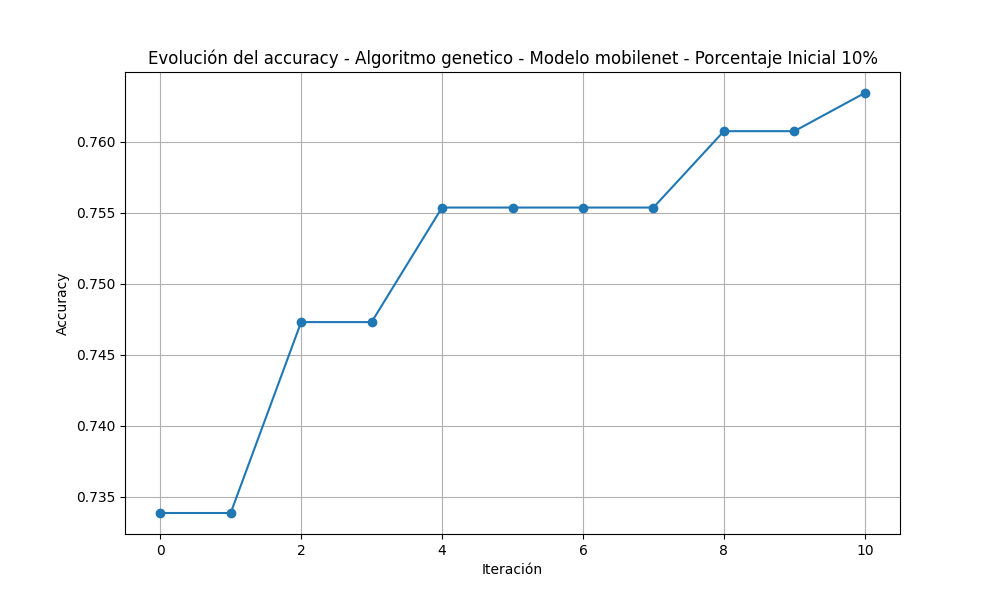 Evolución del accuracy - Algoritmo genetico - Modelo mobilenet - Porcentaje Inicial 10%
Accuracy
0.760
0.755
0.750
0.745
0.740
0.735
0 2 4 6 8 10
Iteración